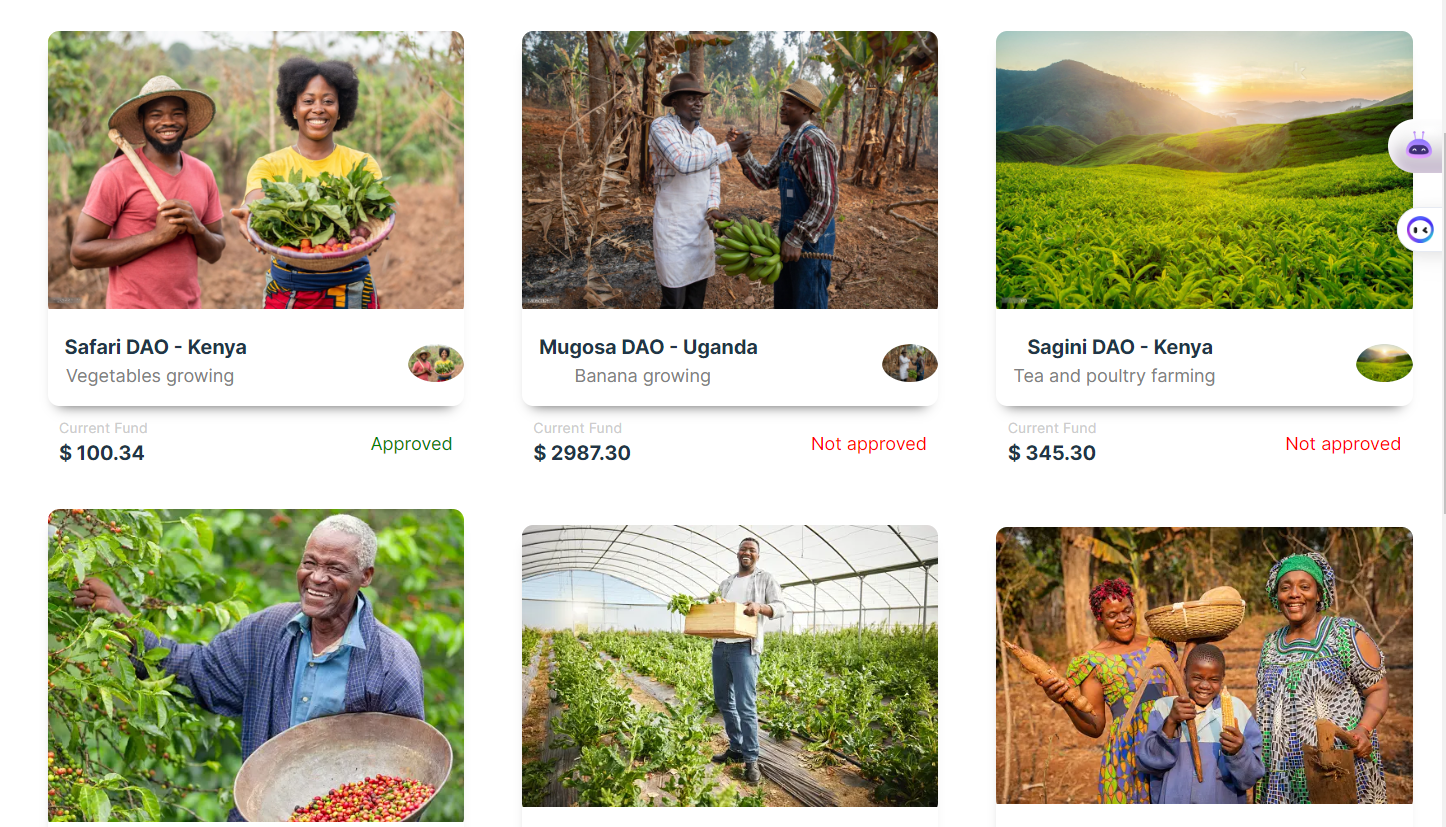 Safari DAO - Kenya
Vegetables growing
Current Fund
$ 100.34
Approved
Mugosa DAO - Uganda
Banana growing
Current Fund
$ 2987.30
Not approved
Sagini DAO - Kenya
Tea and poultry farming
Current Fund
$ 345.30
Not approved